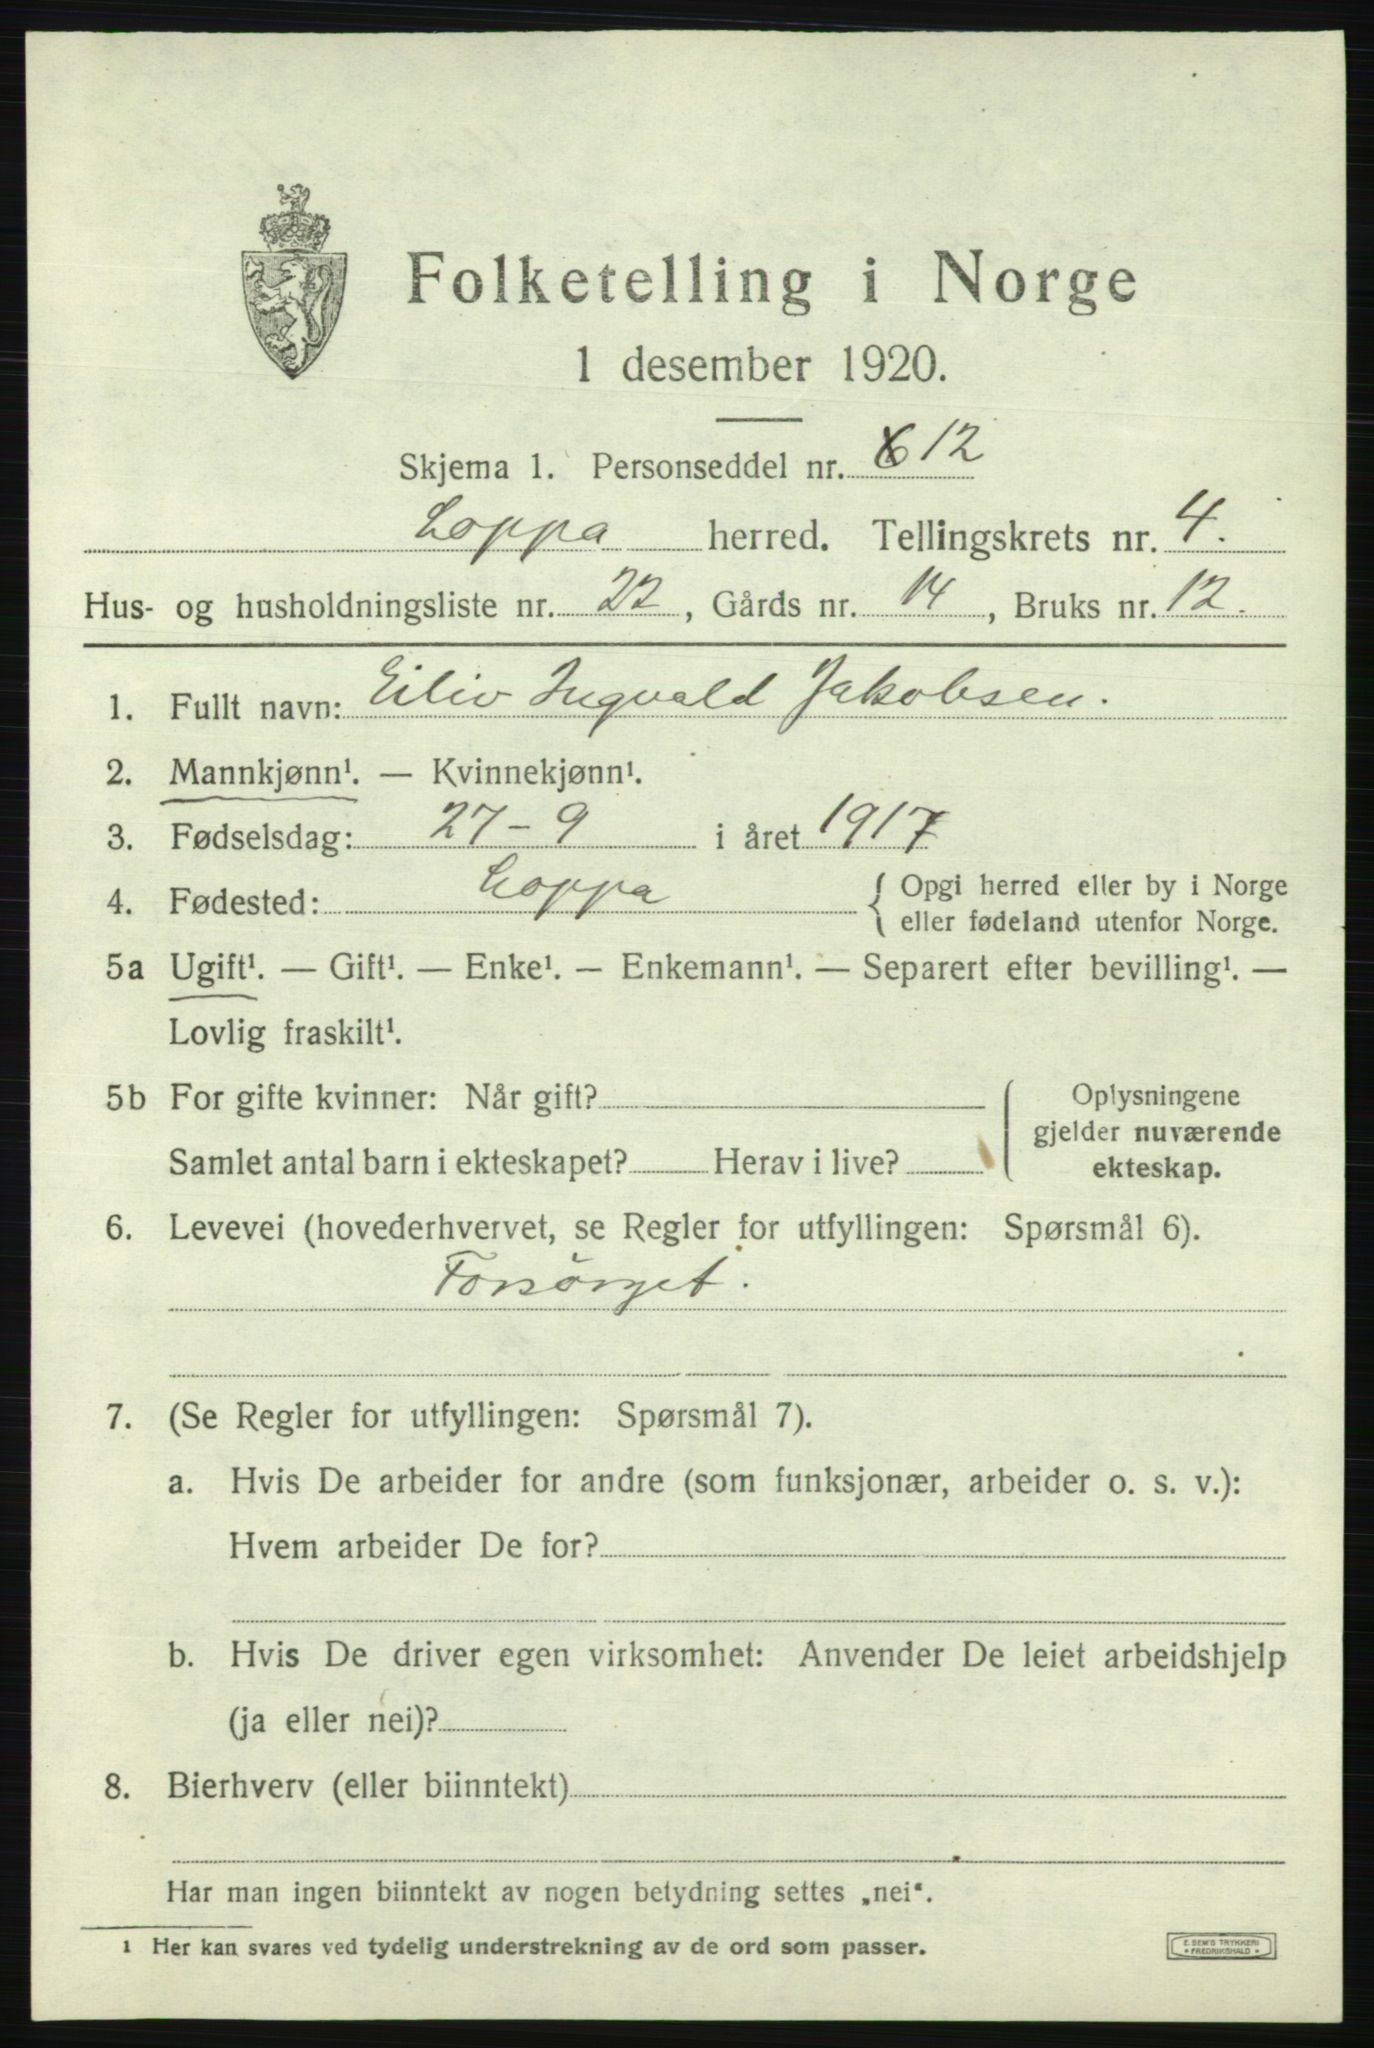 Folketelling i Norge
1 desember 1920.
Skjema 1. Personseddel nr. 6 12
Loppa herred. Tellingskrets nr. 4.
Hus- og husholdningsliste nr. 22, Gårds nr. 14, Bruks nr. 12.
1. Fullt navn: Eiliv Ingvald Jakobsen.
2. Mannkjønn¹. — Kvinnekjønn¹.
3. Fødselsdag: 27-9 i året 1917
4. Fødested: Loppa { Opgi herred eller by i Norge
eller fødeland utenfor Norge.
5a Ugift¹. — Gift¹. — Enke¹. — Enkemann¹. — Separert efter bevilling¹. —
Lovlig fraskilt¹.
5b For gifte kvinner: Når gift?
Samlet antal barn i ekteskapet? Herav i live?
Oplysningene
gjelder nuværende
ekteskap.
6. Levevei (hovederhvervet, se Regler for utfyllingen: Spørsmål 6).
Forsörget.
7. (Se Regler for utfyllingen: Spørsmål 7).
a. Hvis De arbeider for andre (som funksjonær, arbeider o. s. v.):
Hvem arbeider De for?
b. Hvis De driver egen virksomhet: Anvender De leiet arbeidshjelp
(ja eller nei)?
8. Bierhverv (eller biinntekt)
Har man ingen biinntekt av nogen betydning settes „nei“.
1 Her kan svares ved tydelig understrekning av de ord som passer.
E. SEM'S TRYKKERI
FREDRIKSHALD